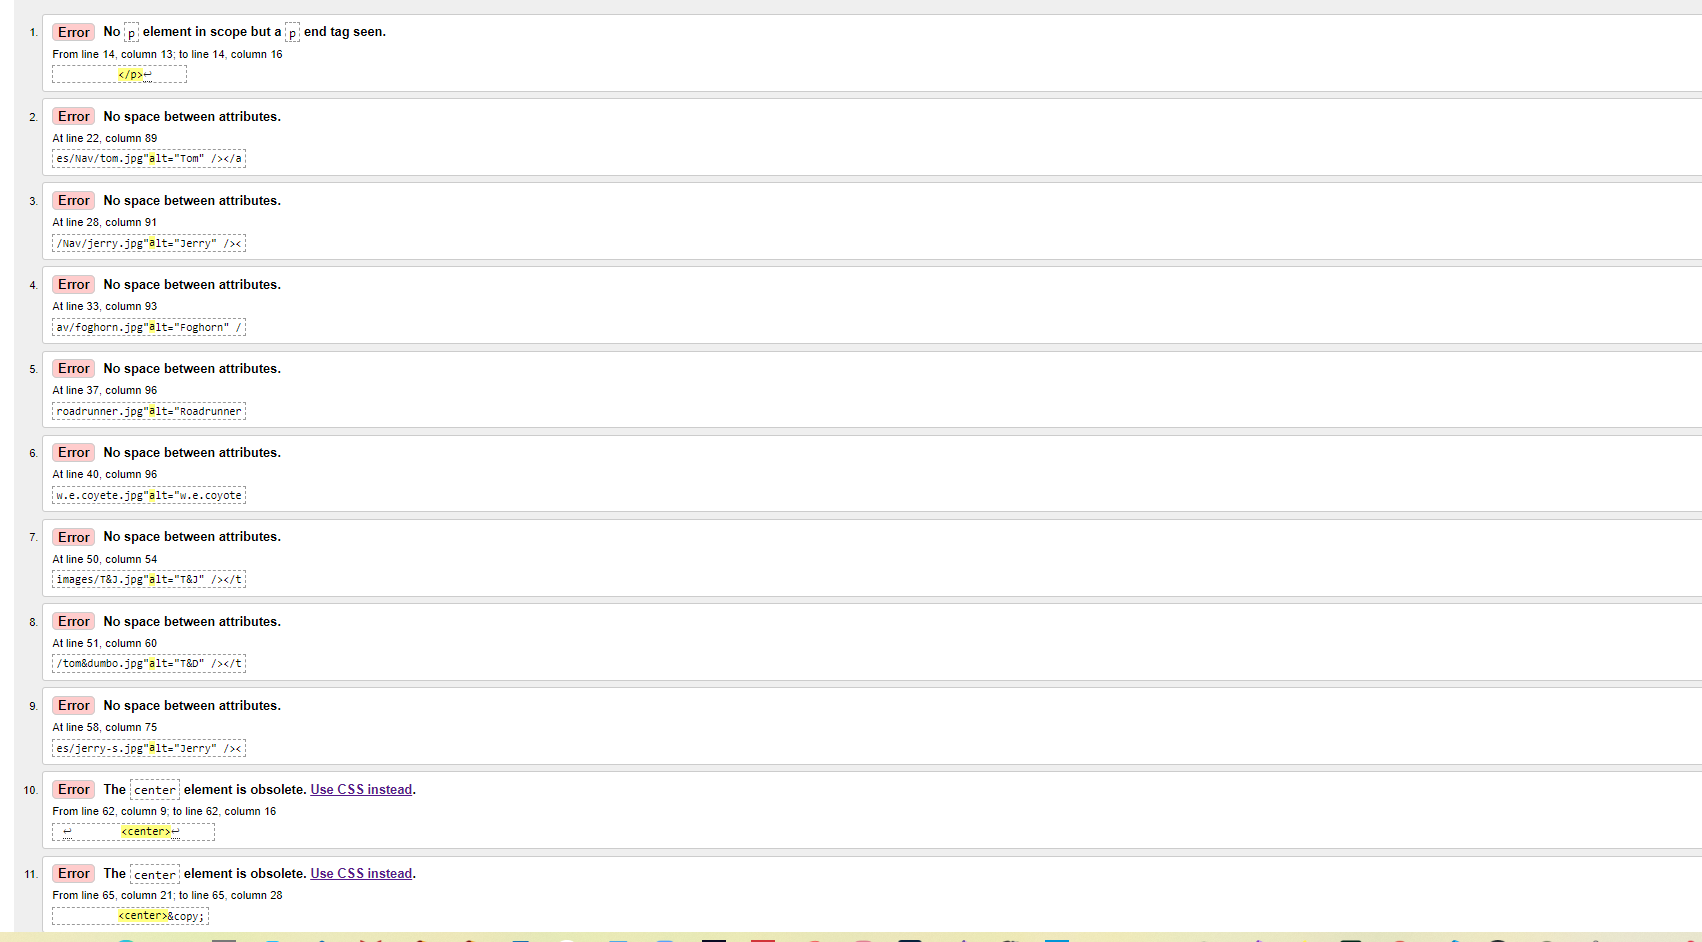 1. Error No p element in scope but a p end tag seen.
From line 14, column 13; to line 14, column 16
</p>↩
2. Error No space between attributes.
At line 22, column 89
es/Nav/tom.jpg"alt="Tom" /></a
3. Error No space between attributes.
At line 28, column 91
/Nav/jerry.jpg"alt="Jerry" /><
4. Error No space between attributes.
At line 33, column 93
av/foghorn.jpg"alt="Foghorn" /
5. Error No space between attributes.
At line 37, column 96
roadrunner.jpg"alt="Roadrunner
6. Error No space between attributes.
At line 40, column 96
w.e.coyete.jpg"alt="w.e.coyote
7. Error No space between attributes.
At line 50, column 54
images/T&J.jpg"alt="T&J" /></t
8. Error No space between attributes.
At line 51, column 60
/tom&dumbo.jpg"alt="T&D" /></t
9. Error No space between attributes.
At line 58, column 75
es/jerry-s.jpg"alt="Jerry" /><
10. Error The center element is obsolete. Use CSS instead.
From line 62, column 9; to line 62, column 16
↩ <center>↩
11. Error The center element is obsolete. Use CSS instead.
From line 65, column 21; to line 65, column 28
<center>&copy;